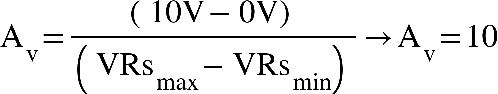 A_v = (10V − 0V) / (VRs_max − VRs_min) → A_v = 10